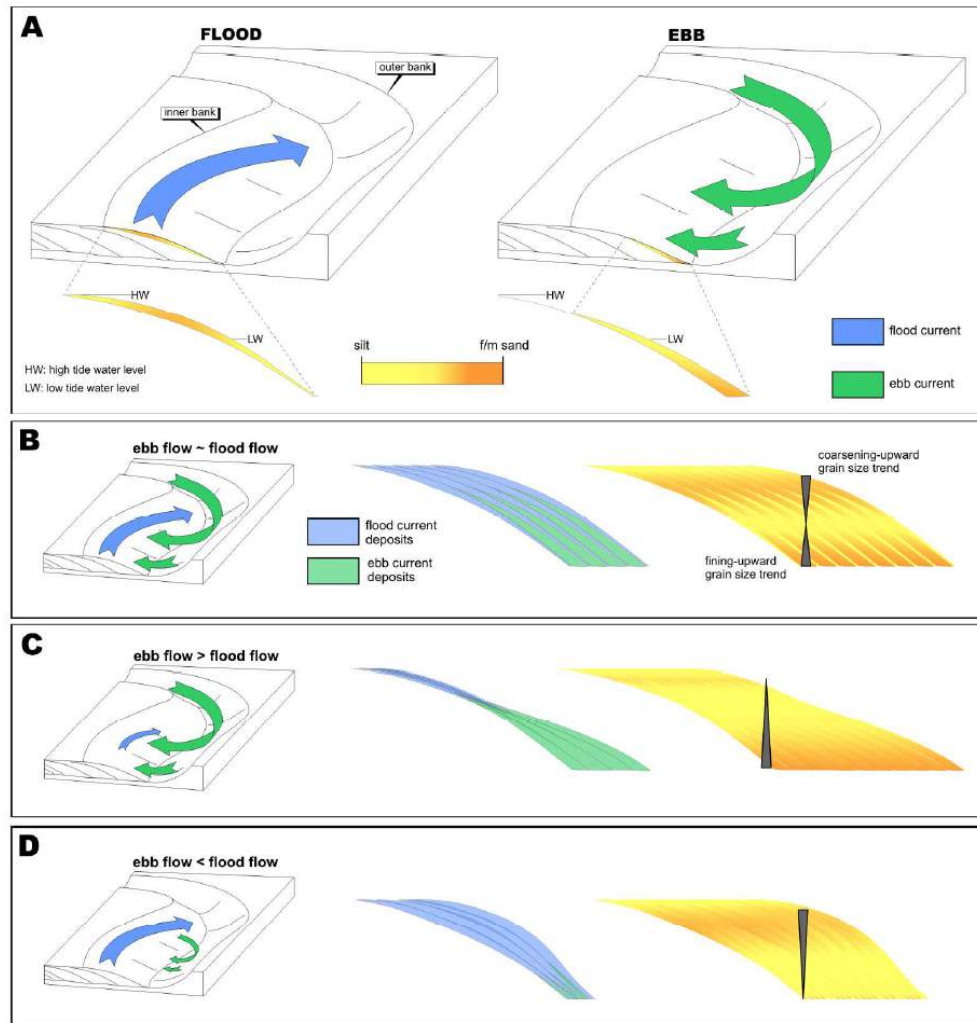 A
FLOOD
EBB
outer bank
inner bank
HW
LW
HW
LW
HW: high tide water level
LW: low tide water level
silt
f/m sand
flood current
ebb current
B
ebb flow ~ flood flow
flood current
deposits
ebb current
deposits
coarsening-upward
grain size trend
fining-upward
grain size trend
C
ebb flow > flood flow
D
ebb flow < flood flow